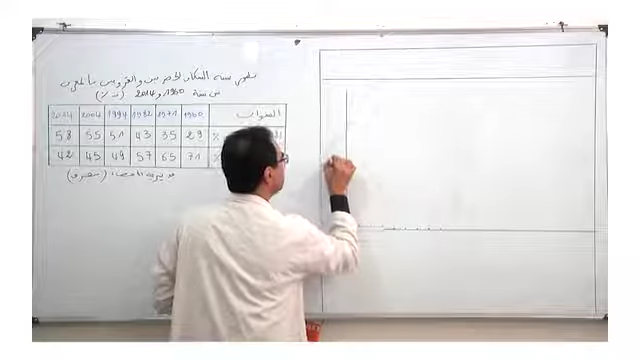 تطور نسبة السكان الحضريين والقرويين بالمغرب
من سنة 1960 و 2014 (ب %)
السنوات 1960 1971 1982 1994 2004 2014
% 29 35 43 51 55 58
% 71 65 57 49 45 42
مديرية الإحصاء (بتصرف)